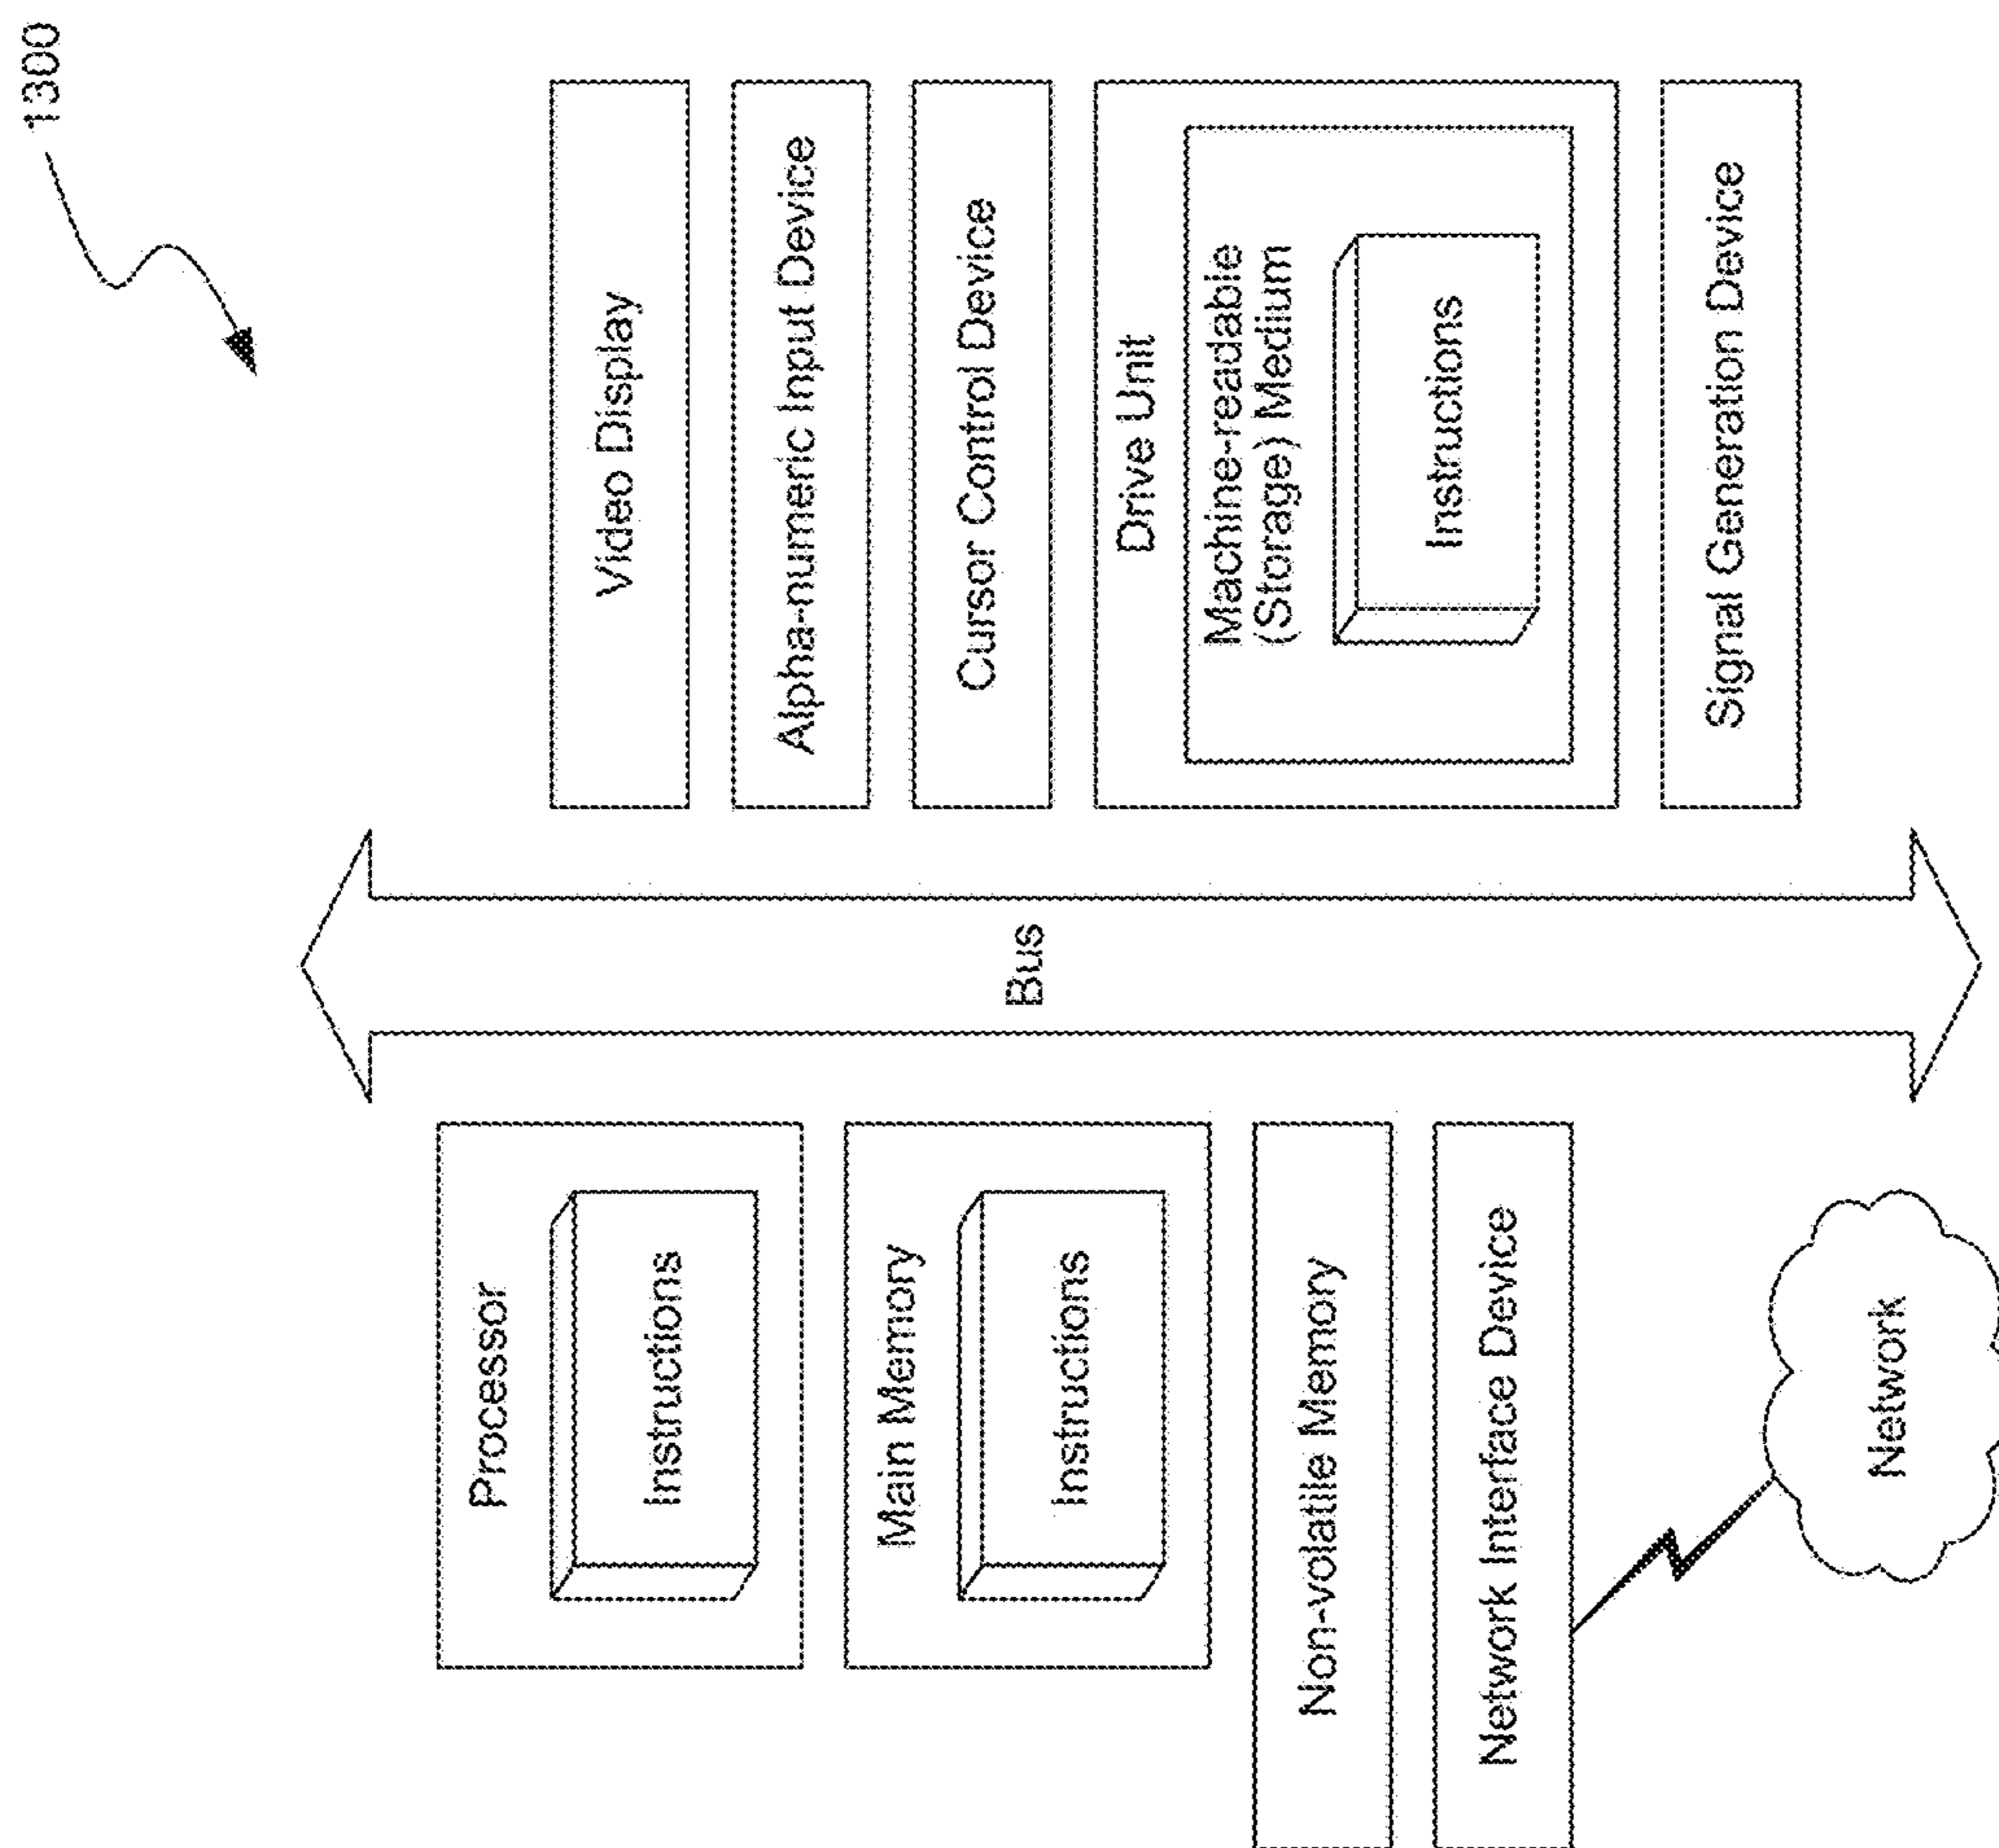 1300
Processor
Instructions
Main Memory
Instructions
Non-volatile Memory
Network Interface Device
Network
Bus
Video Display
Alpha-numeric Input Device
Cursor Control Device
Drive Unit
Machine-readable
(Storage) Medium
Instructions
Signal Generation Device